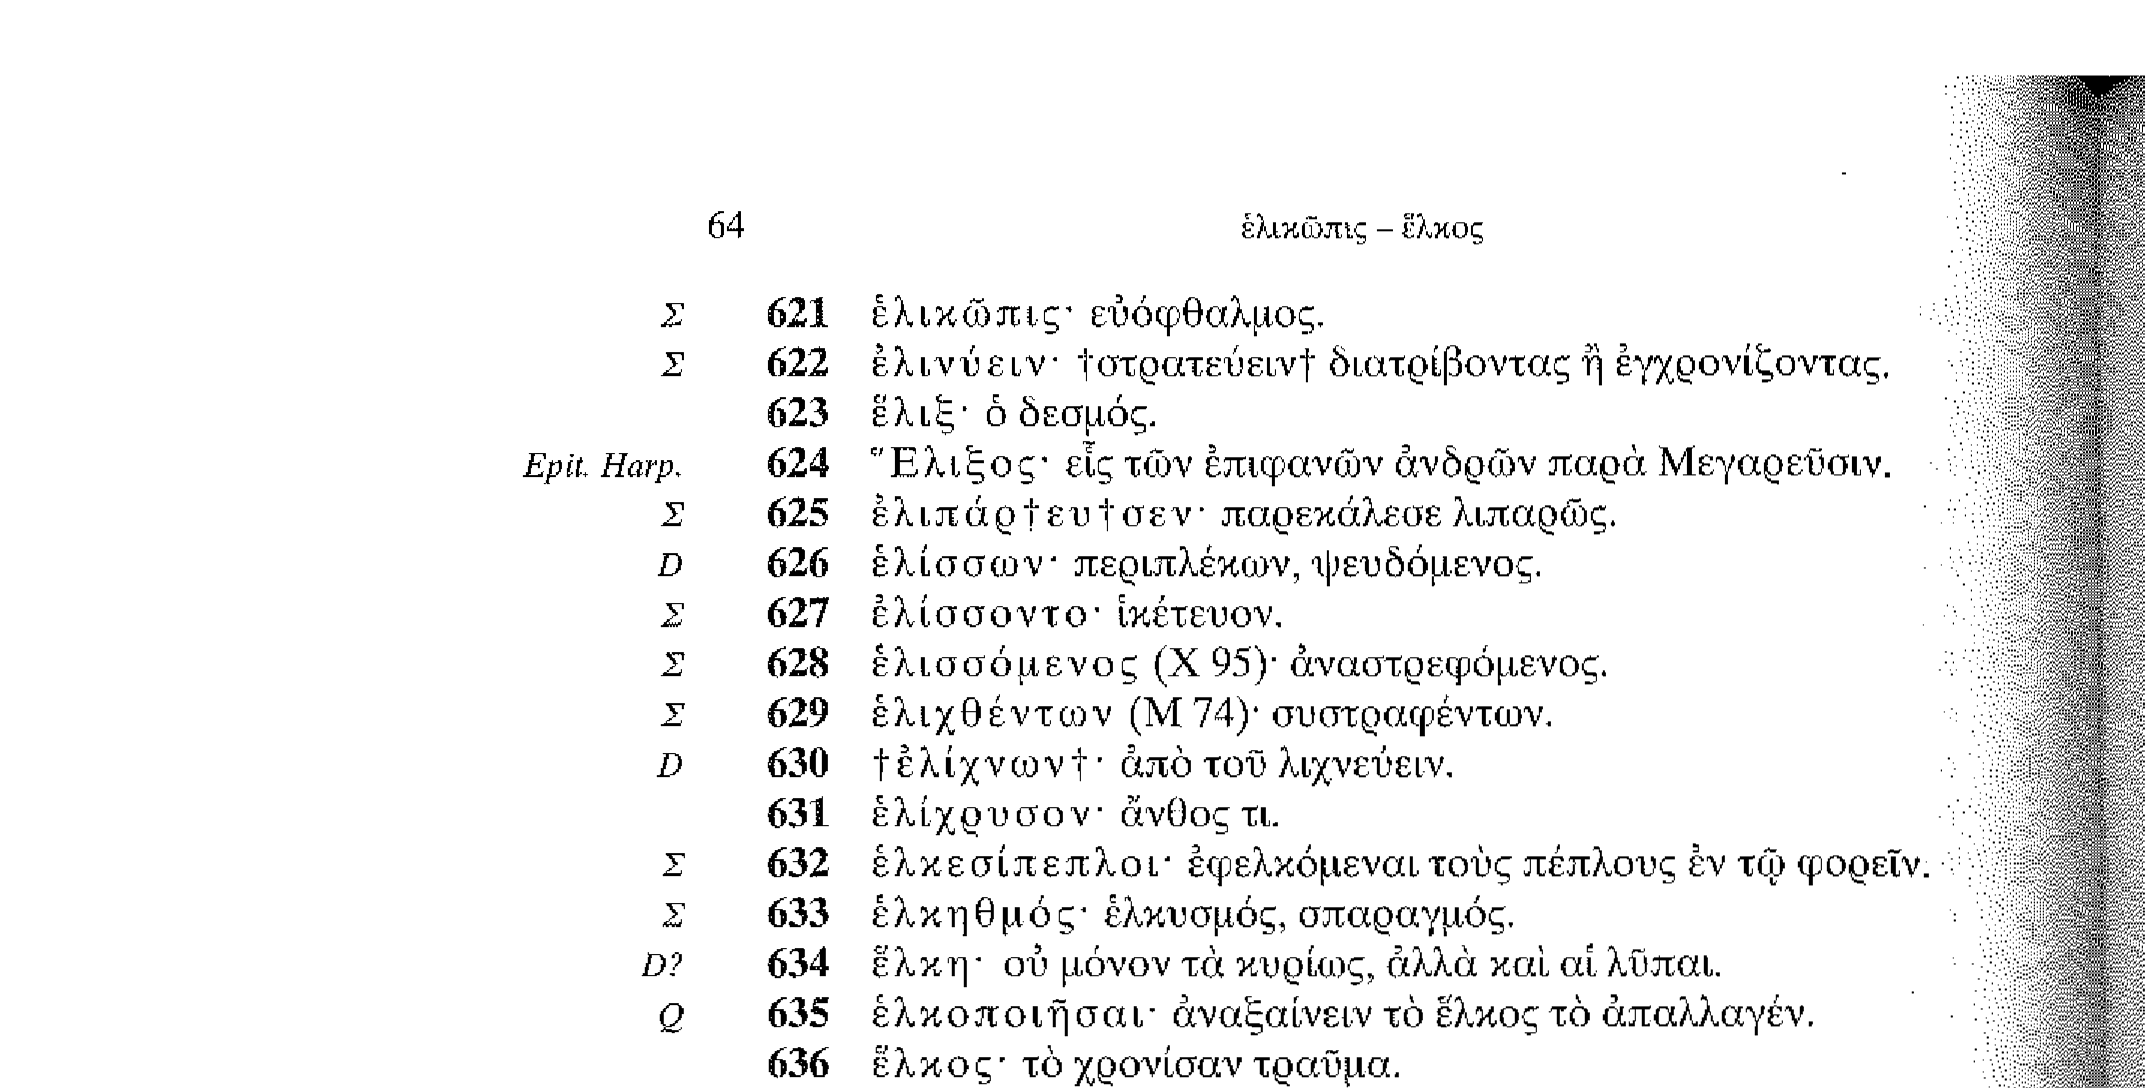 64 ἑλικῶπις – ἕλκος
Σ 621 ἑλικῶπις· εὐόφθαλμος.
Σ 622 ἐλινύειν· †στρατεύειν† διατρίβοντας ἢ ἐγχρονίζοντας.
623 ἕλιξ· ὁ δεσμός.
Epit. Harp. 624 Ἕλιξος· εἷς τῶν ἐπιφανῶν ἀνδρῶν παρὰ Μεγαρεῦσιν.
Σ 625 ἐλιπάρ†ευ†σεν· παρεκάλεσε λιπαρῶς.
D 626 ἑλίσσων· περιπλέκων, ψευδόμενος.
Σ 627 ἐλίσσοντο· ἱκέτευον.
Σ 628 ἑλισσόμενος (Χ 95)· ἀναστρεφόμενος.
Σ 629 ἑλιχθέντων (Μ 74)· συστραφέντων.
D 630 †ἐλίχνων†· ἀπὸ τοῦ λιχνεύειν.
631 ἑλίχρυσον· ἄνθος τι.
Σ 632 ἑλκεσίπεπλοι· ἐφελκόμεναι τοὺς πέπλους ἐν τῷ φορεῖν.
Σ 633 ἑλκηθμός· ἑλκυσμός, σπαραγμός.
D? 634 ἕλκη· οὐ μόνον τὰ κυρίως, ἀλλὰ καὶ αἱ λῦπαι.
Q 635 ἑλκοποιῆσαι· ἀναξαίνειν τὸ ἕλκος τὸ ἀπαλλαγέν.
636 ἕλκος· τὸ χρονίσαν τραῦμα.